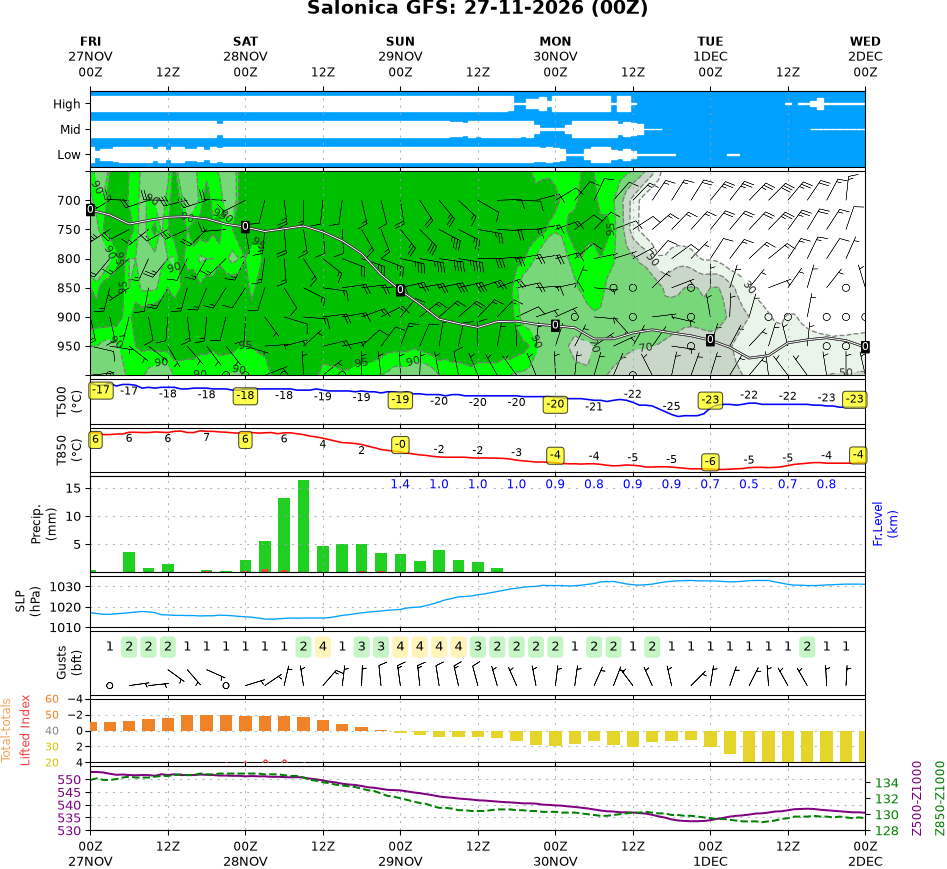 Salonica GFS: 27-11-2026 (00Z)
FRI SAT SUN MON TUE WED
27NOV 28NOV 29NOV 30NOV 1DEC 2DEC
00Z 12Z 00Z 12Z 00Z 12Z 00Z 12Z 00Z 12Z 00Z
High
Mid
Low
700
750
800
850
900
950
0 0 0 0 0 0
T500 (°C)
-17 -17 -18 -18 -18 -18 -19 -19 -19 -20 -20 -20 -20 -21 -22 -25 -23 -22 -22 -23 -23
T850 (°C)
6 6 6 7 6 6 4 2 -0 -2 -2 -3 -4 -4 -5 -5 -6 -5 -5 -4 -4
Precip. (mm)
15
10
5
1.4 1.0 1.0 1.0 0.9 0.8 0.9 0.9 0.7 0.5 0.7 0.8
Fr.Level (km)
SLP (hPa)
1030
1020
1010
Gusts (bft)
1 2 2 2 1 1 1 1 1 1 2 4 1 3 3 4 4 4 4 3 2 2 2 2 1 2 2 1 2 1 1 1 1 1 1 1 2 1 1
Total-totals
Lifted Index
60 −4
50 −2
40 0
30 2
20 4
550
545
540
535
530
134
132
130
128
Z500-Z1000
Z850-Z1000
00Z 12Z 00Z 12Z 00Z 12Z 00Z 12Z 00Z 12Z 00Z
27NOV 28NOV 29NOV 30NOV 1DEC 2DEC